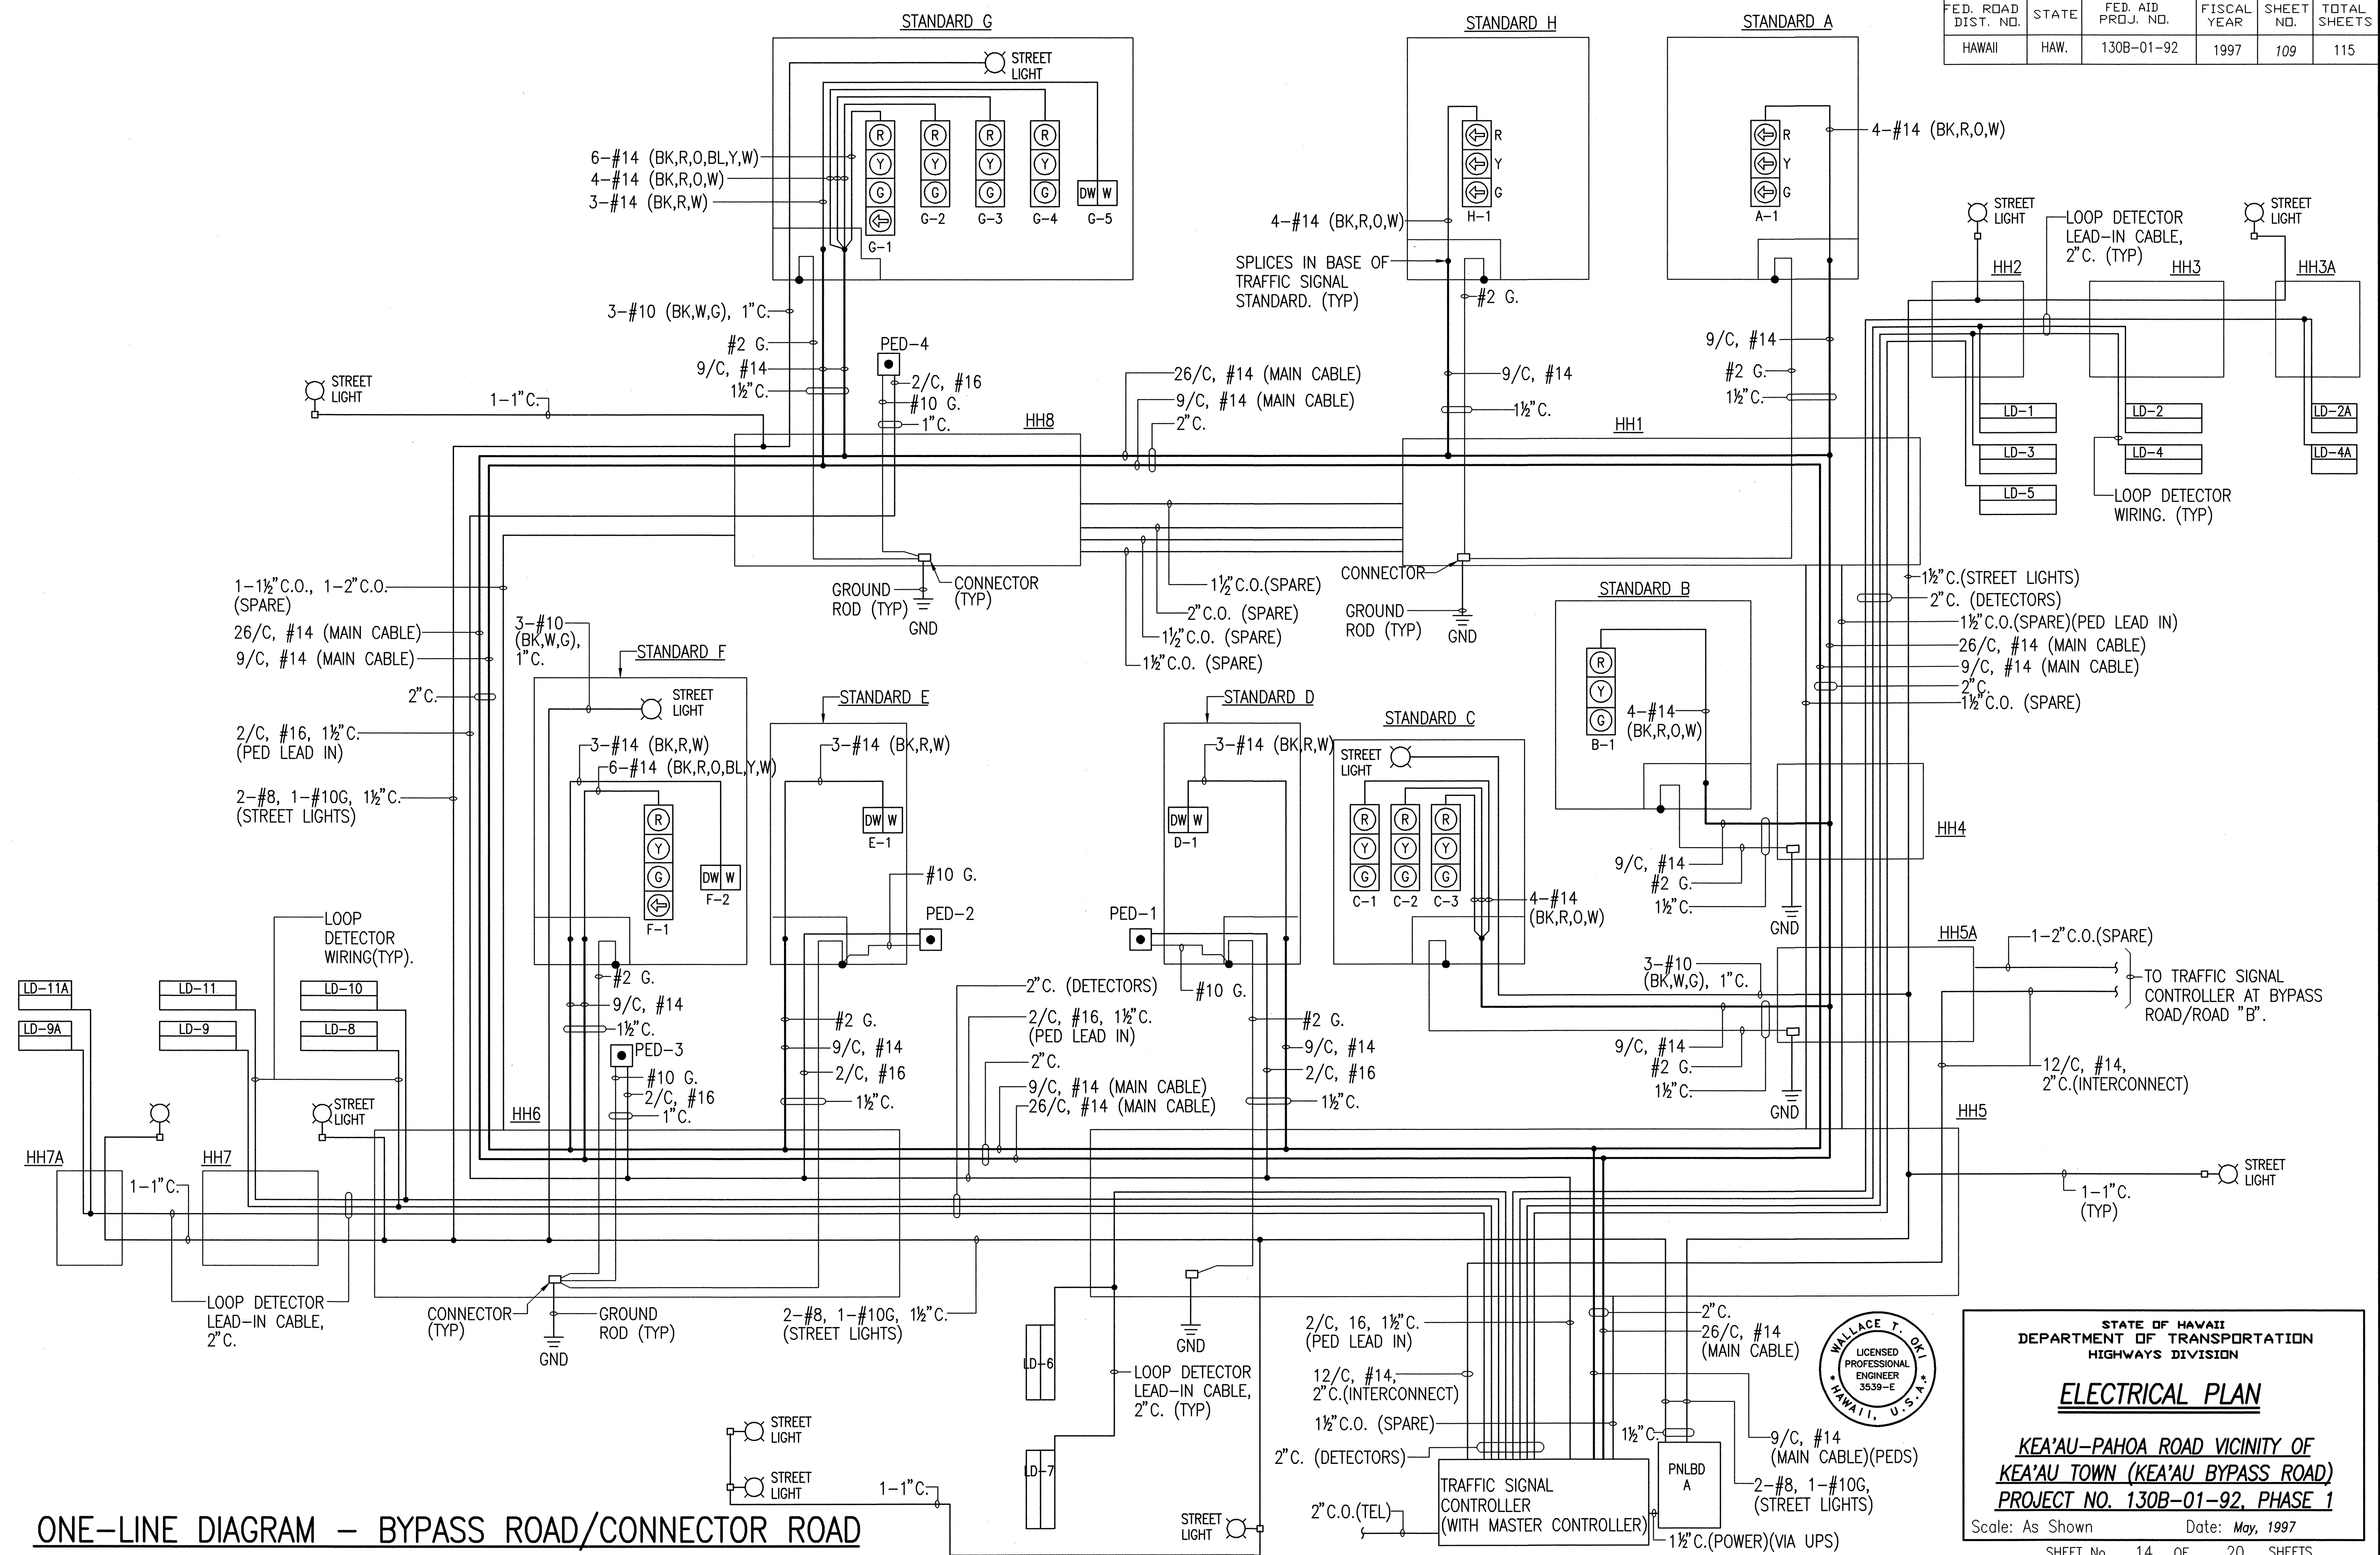 FED. ROAD DIST. NO.
STATE
FED. AID PROJ. NO.
FISCAL YEAR
SHEET NO.
TOTAL SHEETS
HAWAII
HAW.
130B-01-92
1997
109
115
STANDARD G
STREET LIGHT
6-#14 (BK,R,O,BL,Y,W)
4-#14 (BK,R,O,W)
3-#14 (BK,R,W)
R
Y
G
G-1
R
Y
G
G-2
R
Y
G
G-3
R
Y
G
G-4
DW W
G-5
3-#10 (BK,W,G), 1"C.
#2 G.
9/C, #14
1½"C.
PED-4
2/C, #16
#10 G.
1"C.
HH8
STREET LIGHT
1-1"C.
STANDARD H
R
Y
G
H-1
4-#14 (BK,R,O,W)
SPLICES IN BASE OF
TRAFFIC SIGNAL
STANDARD. (TYP)
#2 G.
9/C, #14
1½"C.
26/C, #14 (MAIN CABLE)
9/C, #14 (MAIN CABLE)
2"C.
STANDARD A
R
Y
G
A-1
4-#14 (BK,R,O,W)
9/C, #14
#2 G.
1½"C.
HH1
STREET LIGHT
LOOP DETECTOR
LEAD-IN CABLE,
2"C. (TYP)
STREET LIGHT
HH2
HH3
HH3A
LD-1
LD-2
LD-2A
LD-3
LD-4
LD-4A
LD-5
LOOP DETECTOR
WIRING. (TYP)
GROUND
ROD (TYP)
GND
CONNECTOR
(TYP)
1½"C.O.(SPARE)
2"C.O. (SPARE)
1½"C.O. (SPARE)
1½"C.O. (SPARE)
CONNECTOR
GROUND
ROD (TYP)
GND
1½"C.(STREET LIGHTS)
2"C. (DETECTORS)
1½"C.O.(SPARE)(PED LEAD IN)
26/C, #14 (MAIN CABLE)
9/C, #14 (MAIN CABLE)
2"C.
1½"C.O. (SPARE)
1-1½"C.O., 1-2"C.O.
(SPARE)
26/C, #14 (MAIN CABLE)
9/C, #14 (MAIN CABLE)
2"C.
2/C, #16, 1½"C.
(PED LEAD IN)
2-#8, 1-#10G, 1½"C.
(STREET LIGHTS)
3-#10
(BK,W,G),
1"C.
STANDARD F
STREET LIGHT
3-#14 (BK,R,W)
6-#14 (BK,R,O,BL,Y,W)
R
Y
G
F-1
DW W
F-2
#2 G.
9/C, #14
1½"C.
PED-3
#10 G.
2/C, #16
1"C.
STANDARD E
3-#14 (BK,R,W)
DW W
E-1
#10 G.
PED-2
#2 G.
9/C, #14
2/C, #16
1½"C.
STANDARD D
3-#14 (BK,R,W)
DW W
D-1
PED-1
#10 G.
#2 G.
9/C, #14
2/C, #16
1½"C.
2"C. (DETECTORS)
2/C, #16, 1½"C.
(PED LEAD IN)
2"C.
9/C, #14 (MAIN CABLE)
26/C, #14 (MAIN CABLE)
STANDARD C
STREET LIGHT
R
Y
G
C-1
R
Y
G
C-2
R
Y
G
C-3
4-#14
(BK,R,O,W)
STANDARD B
R
Y
G
B-1
4-#14
(BK,R,O,W)
HH4
9/C, #14
#2 G.
1½"C.
GND
3-#10
(BK,W,G), 1"C.
HH5A
9/C, #14
#2 G.
1½"C.
GND
1-2"C.O.(SPARE)
TO TRAFFIC SIGNAL
CONTROLLER AT BYPASS
ROAD/ROAD "B".
12/C, #14,
2"C.(INTERCONNECT)
HH5
STREET LIGHT
1-1"C.
(TYP)
LOOP
DETECTOR
WIRING(TYP).
LD-11A
LD-11
LD-10
LD-9A
LD-9
LD-8
STREET LIGHT
HH7A
HH7
HH6
1-1"C.
LOOP DETECTOR
LEAD-IN CABLE,
2"C.
CONNECTOR
(TYP)
GROUND
ROD (TYP)
GND
2-#8, 1-#10G, 1½"C.
(STREET LIGHTS)
LD-6
LD-7
GND
LOOP DETECTOR
LEAD-IN CABLE,
2"C. (TYP)
STREET LIGHT
STREET LIGHT
1-1"C.
STREET LIGHT
2/C, 16, 1½"C.
(PED LEAD IN)
12/C, #14,
2"C.(INTERCONNECT)
1½"C.O. (SPARE)
2"C. (DETECTORS)
2"C.O.(TEL)
TRAFFIC SIGNAL
CONTROLLER
(WITH MASTER CONTROLLER)
2"C.
26/C, #14
(MAIN CABLE)
1½"C.
PNLBD
A
9/C, #14
(MAIN CABLE)(PEDS)
2-#8, 1-#10G,
(STREET LIGHTS)
1½"C.(POWER)(VIA UPS)
WALLACE T. OKI
LICENSED
PROFESSIONAL
ENGINEER
3539-E
* HAWAII, U.S.A. *
STATE OF HAWAII
DEPARTMENT OF TRANSPORTATION
HIGHWAYS DIVISION
ELECTRICAL PLAN
KEA'AU-PAHOA ROAD VICINITY OF
KEA'AU TOWN (KEA'AU BYPASS ROAD)
PROJECT NO. 130B-01-92, PHASE 1
Scale: As Shown Date: May, 1997
SHEET No. 14 OF 20 SHEETS
ONE-LINE DIAGRAM - BYPASS ROAD/CONNECTOR ROAD